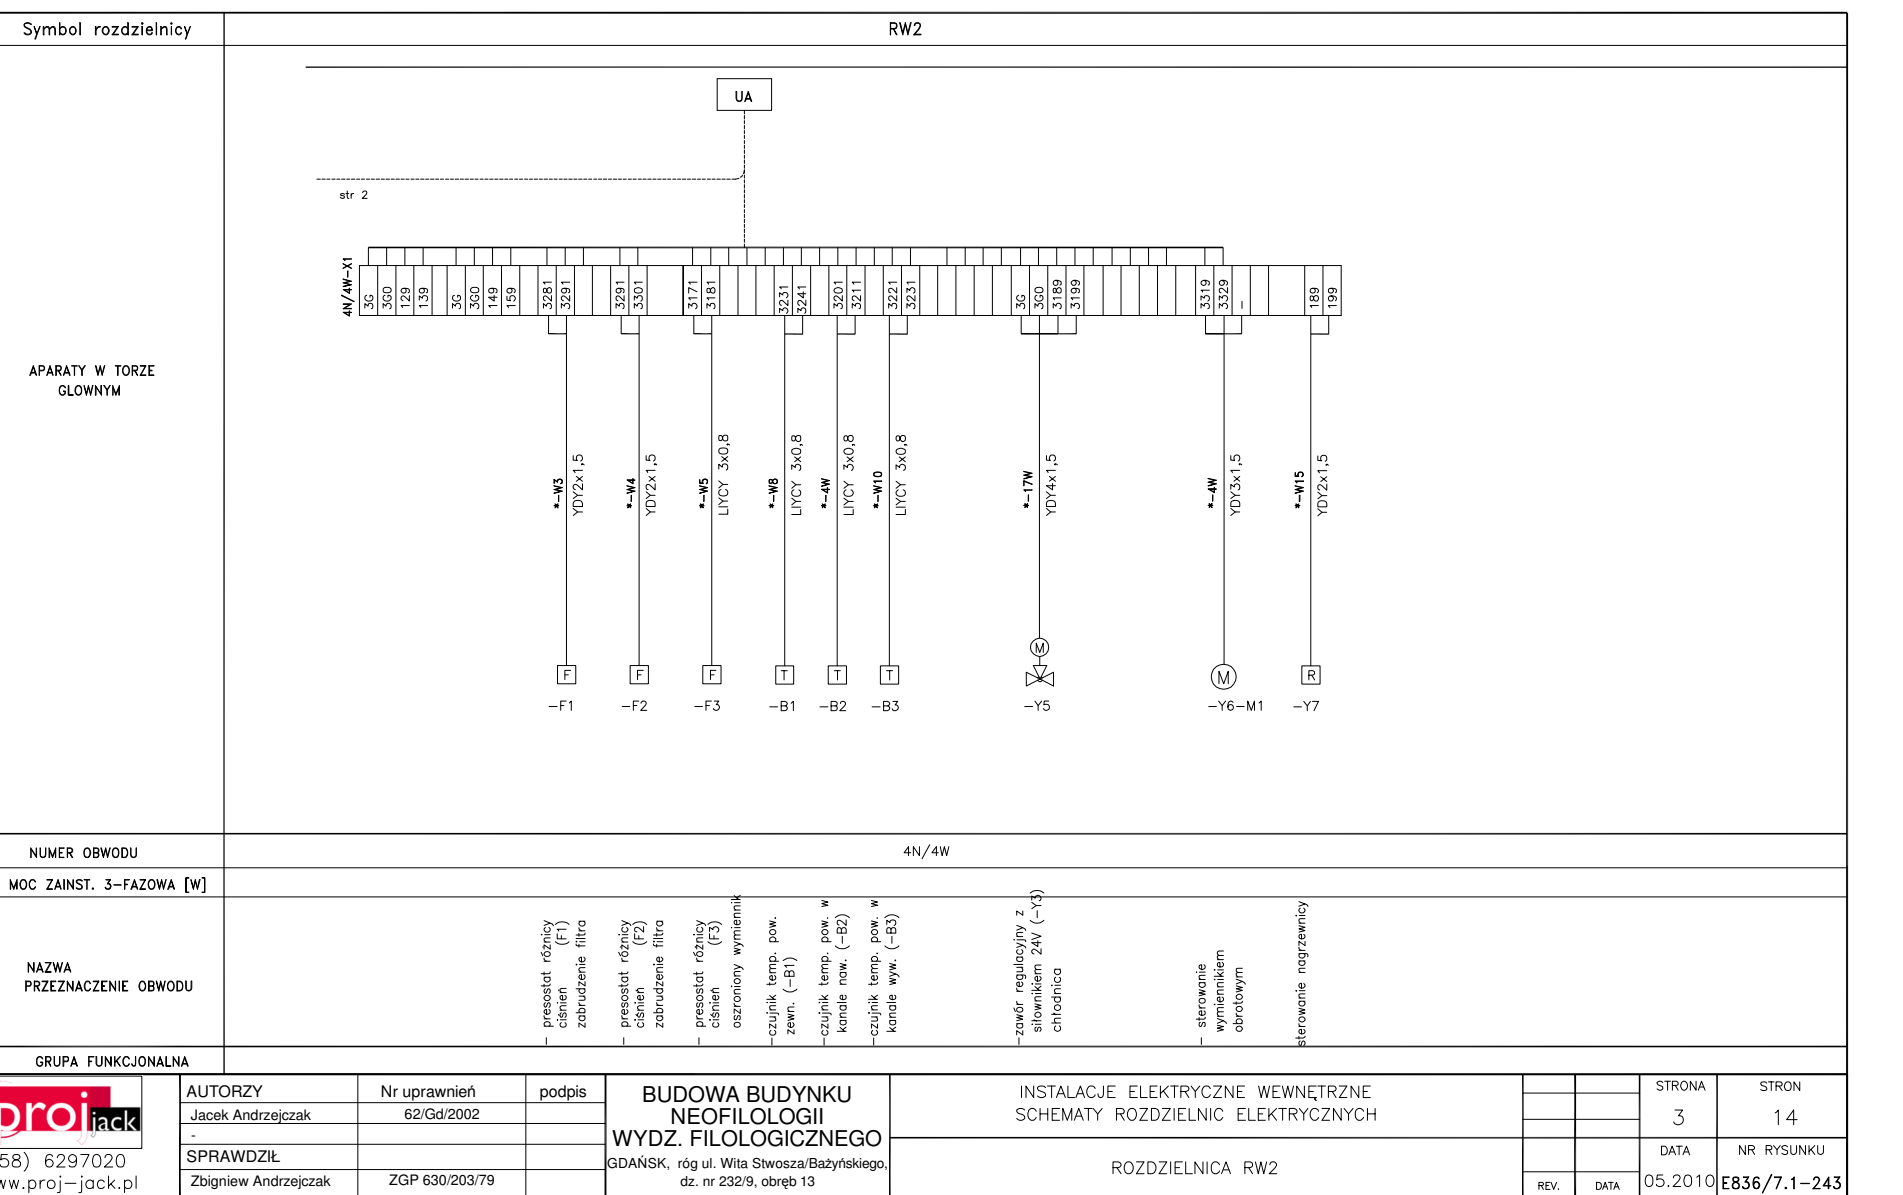 Symbol rozdzielnicy
RW2
UA
str 2
4N/4W-X1
3G
3G0
129
139
3G
3G0
149
159
3281
3291
3291
3301
3171
3181
3231
3241
3201
3211
3221
3231
3G
3G0
3189
3199
3319
3329
-
189
199
APARATY W TORZE
GLOWNYM
*-W3
YDY2x1,5
*-W4
YDY2x1,5
*-W5
LIYCY 3x0,8
*-W8
LIYCY 3x0,8
*-4W
LIYCY 3x0,8
*-W10
LIYCY 3x0,8
*-17W
YDY4x1,5
*-4W
YDY3x1,5
*-W15
YDY2x1,5
M
F
F
F
T
T
T
M
R
-F1
-F2
-F3
-B1
-B2
-B3
-Y5
-Y6-M1
-Y7
NUMER OBWODU
4N/4W
MOC ZAINST. 3-FAZOWA [W]
NAZWA
PRZEZNACZENIE OBWODU
presostat różnicy
ciśnień (F1)
zabrudzenie filtra
presostat różnicy
ciśnień (F2)
zabrudzenie filtra
presostat różnicy
ciśnień (F3)
oszroniony wymiennik
czujnik temp. pow.
zewn. (-B1)
czujnik temp. pow. w
kanale naw. (-B2)
czujnik temp. pow. w
kanale wyw. (-B3)
zawór regulacyjny z
siłownikiem 24V (-Y3)
chłodnica
sterowanie
wymiennikiem
obrotowym
sterowanie nagrzewnicy
GRUPA FUNKCJONALNA
projjack
58) 6297020
ww.proj-jack.pl
AUTORZY
Nr uprawnień
podpis
Jacek Andrzejczak
62/Gd/2002
-
SPRAWDZIŁ
Zbigniew Andrzejczak
ZGP 630/203/79
BUDOWA BUDYNKU
NEOFILOLOGII
WYDZ. FILOLOGICZNEGO
GDAŃSK, róg ul. Wita Stwosza/Bażyńskiego,
dz. nr 232/9, obręb 13
INSTALACJE ELEKTRYCZNE WEWNĘTRZNE
SCHEMATY ROZDZIELNIC ELEKTRYCZNYCH
ROZDZIELNICA RW2
REV.
DATA
STRONA
3
STRON
14
DATA
05.2010
NR RYSUNKU
E836/7.1-243